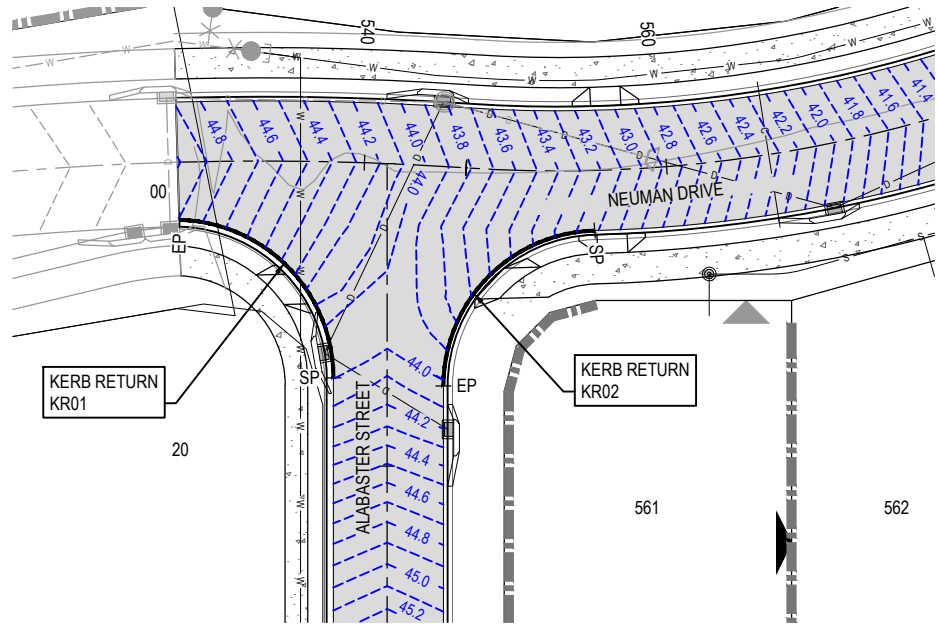 540
560
W
W
W
W
W
W
W
44.8
44.6
44.4
44.2
44.0
43.8
43.6
43.4
43.2
43.0
42.8
42.6
42.4
42.2
42.0
41.8
41.6
41.4
D
D
D
D
D
D
D
C
44.0
00
NEUMAN DRIVE
EP
SP
S
S
KERB RETURN
KR01
SP
EP
KERB RETURN
KR02
ALABASTER STREET
44.0
44.2
44.4
44.6
44.8
45.0
45.2
20
561
562